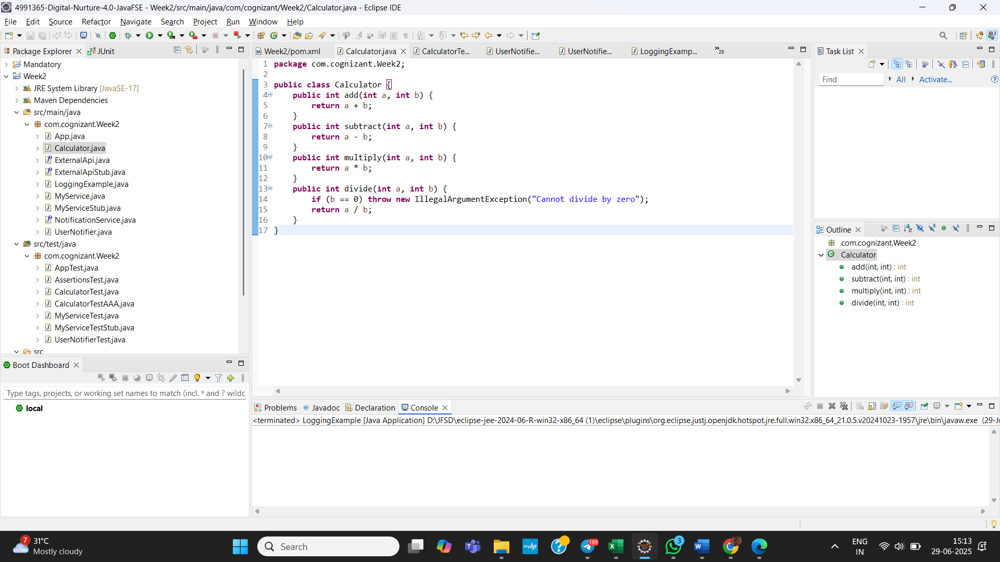 4991365-Digital-Nurture-4.0-JavaFSE - Week2/src/main/java/com/cognizant/Week2/Calculator.java - Eclipse IDE
File Edit Source Refactor Navigate Search Project Run Window Help
Package Explorer JUnit
Mandatory
Week2
JRE System Library [JavaSE-17]
Maven Dependencies
src/main/java
com.cognizant.Week2
App.java
Calculator.java
ExternalApi.java
ExternalApiStub.java
LoggingExample.java
MyService.java
MyServiceStub.java
NotificationService.java
UserNotifier.java
src/test/java
com.cognizant.Week2
AppTest.java
AssertionsTest.java
CalculatorTest.java
CalculatorTestAAA.java
MyServiceTest.java
MyServiceTestStub.java
UserNotifierTest.java
src
Boot Dashboard
Type tags, projects, or working set names to match (incl. * and ? wildc
local
Week2/pom.xml Calculator.java CalculatorTe... UserNotifie... UserNotifie... LoggingExamp... »26
1 package com.cognizant.Week2;
2
3 public class Calculator {
4 public int add(int a, int b) {
5 return a + b;
6 }
7 public int subtract(int a, int b) {
8 return a - b;
9 }
10 public int multiply(int a, int b) {
11 return a * b;
12 }
13 public int divide(int a, int b) {
14 if (b == 0) throw new IllegalArgumentException("Cannot divide by zero");
15 return a / b;
16 }
17 }
Problems Javadoc Declaration Console
<terminated> LoggingExample [Java Application] D:\JFSD\eclipse-jee-2024-06-R-win32-x86_64 (1)\eclipse\plugins\org.eclipse.justj.openjdk.hotspot.jre.full.win32.x86_64_21.0.5.v20241023-1957\jre\bin\javaw.exe (29-Ju
Task List
Find All Activate...
Outline
com.cognizant.Week2
Calculator
add(int, int) : int
subtract(int, int) : int
multiply(int, int) : int
divide(int, int) : int
7
31°C
Mostly cloudy
Search
myhp
189
3
ENG
IN
15:13
29-06-2025